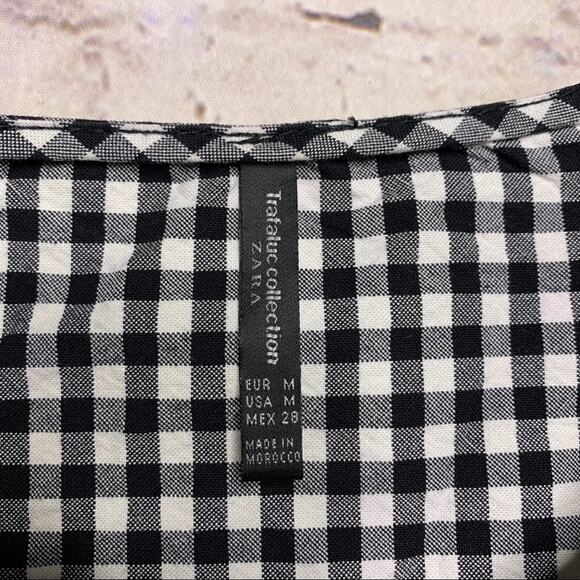 Trafaluc collection
ZARA
EUR M
USA M
MEX 28
MADE IN
MOROCCO